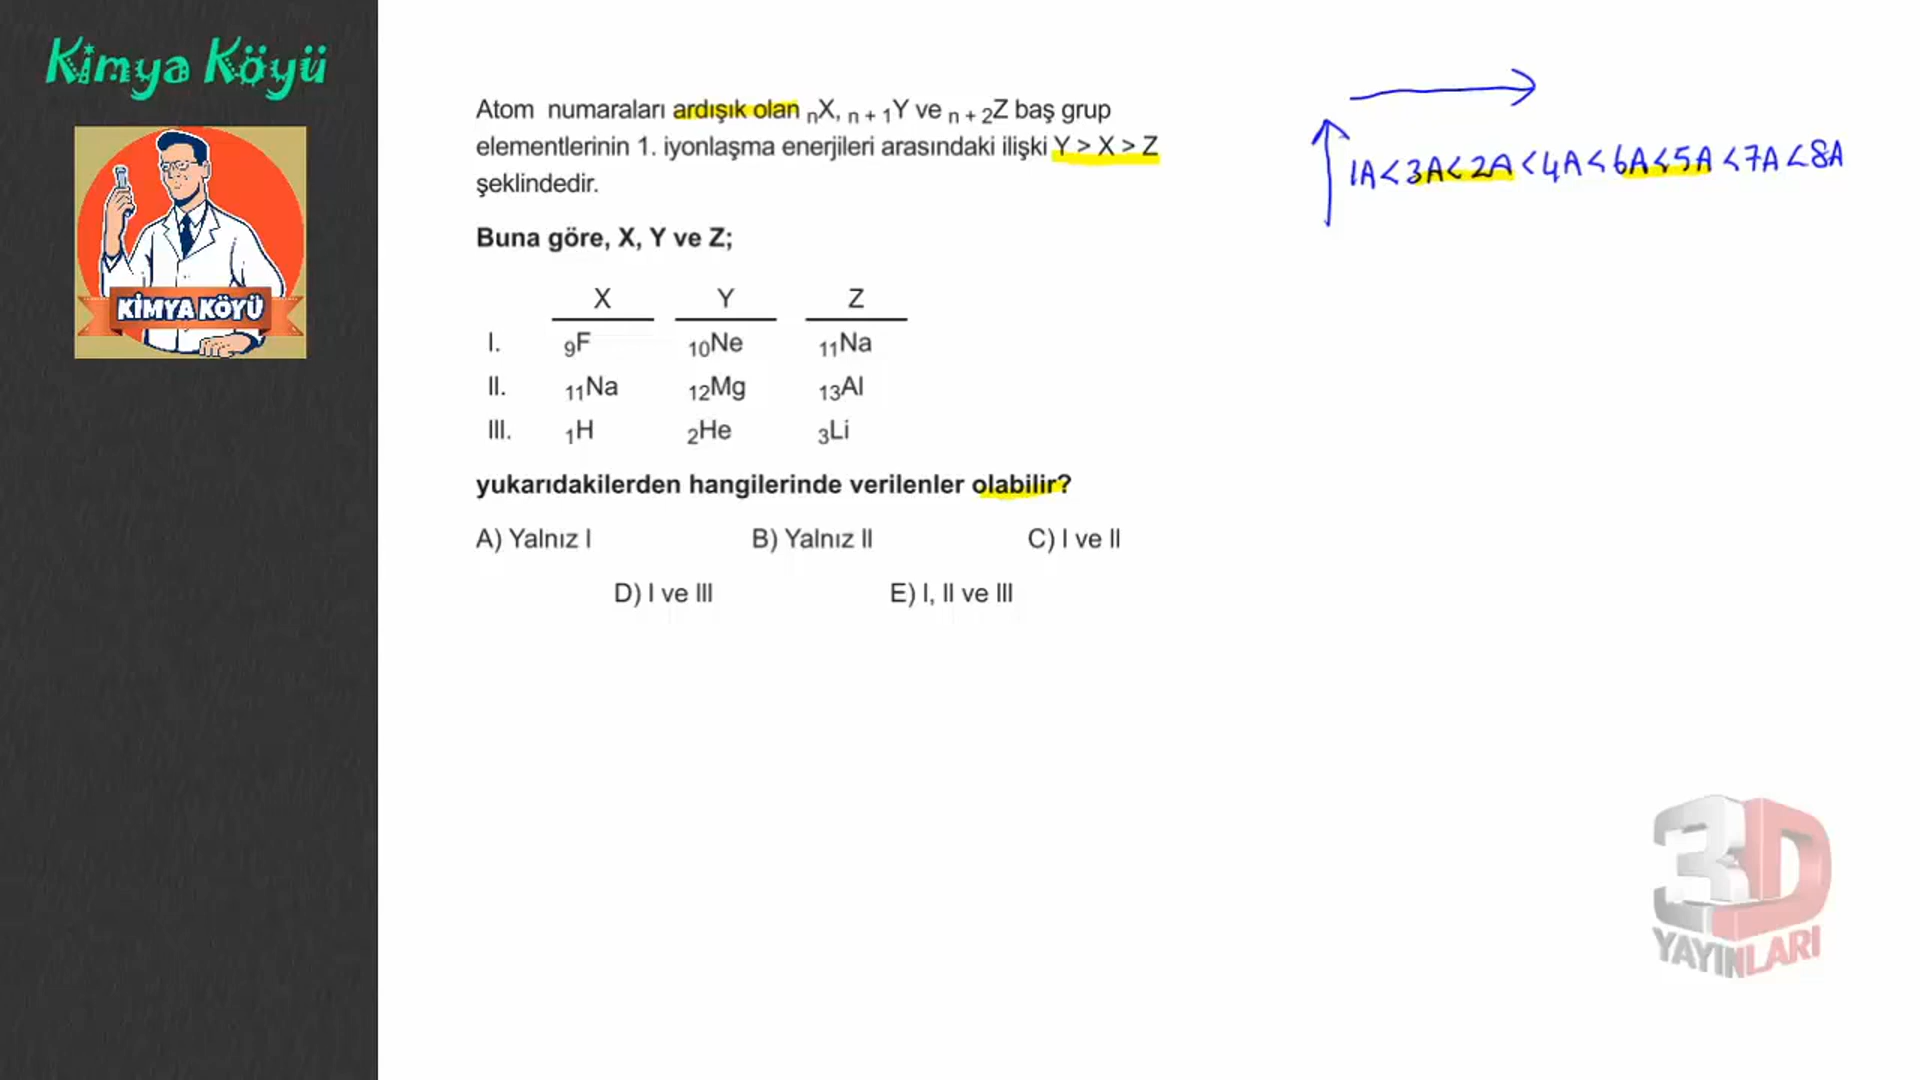 Kimya Köyü
KİMYA KÖYÜ
Atom numaraları ardışık olan nX, n + 1Y ve n + 2Z baş grup
elementlerinin 1. iyonlaşma enerjileri arasındaki ilişki Y > X > Z
şeklindedir.
1A < 3A < 2A < 4A < 6A < 5A < 7A < 8A
Buna göre, X, Y ve Z;
X Y Z
I. 9F 10Ne 11Na
II. 11Na 12Mg 13Al
III. 1H 2He 3Li
yukarıdakilerden hangilerinde verilenler olabilir?
A) Yalnız I B) Yalnız II C) I ve II
D) I ve III E) I, II ve III
3D
YAYINLARI